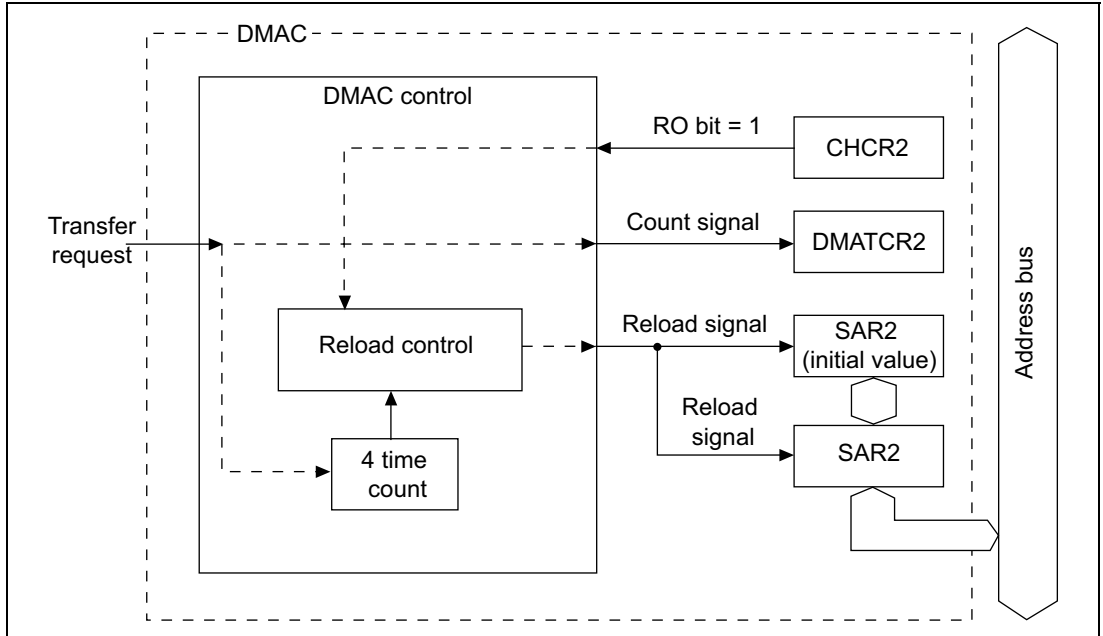 DMAC
DMAC control
RO bit = 1
CHCR2
Transfer
request
Count signal
DMATCR2
Reload control
Reload signal
SAR2
(initial value)
Reload
signal
SAR2
4 time
count
Address bus